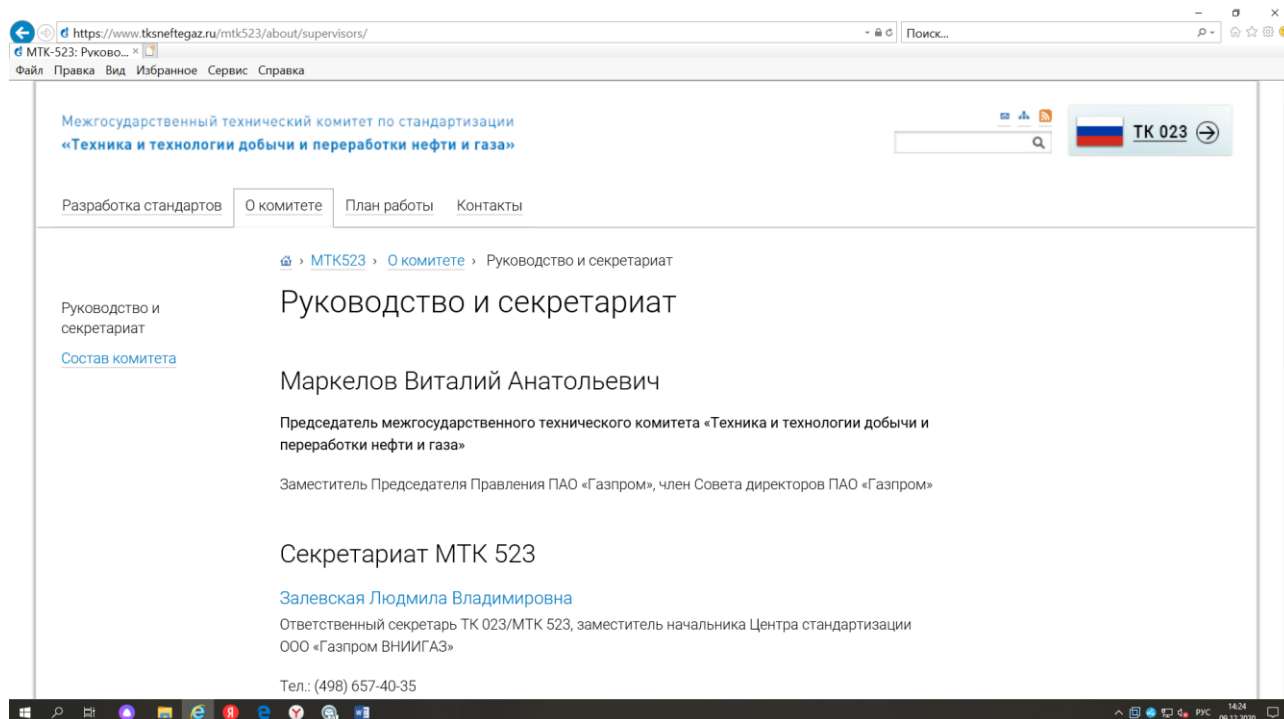 https://www.tksneftegaz.ru/mtk523/about/supervisors/
Поиск...
МТК-523: Руково...
Файл Правка Вид Избранное Сервис Справка
Межгосударственный технический комитет по стандартизации
«Техника и технологии добычи и переработки нефти и газа»
ТК 023
Разработка стандартов О комитете План работы Контакты
МТК523 › О комитете › Руководство и секретариат
Руководство и
секретариат
Состав комитета
Руководство и секретариат
Маркелов Виталий Анатольевич
Председатель межгосударственного технического комитета «Техника и технологии добычи и
переработки нефти и газа»
Заместитель Председателя Правления ПАО «Газпром», член Совета директоров ПАО «Газпром»
Секретариат МТК 523
Залевская Людмила Владимировна
Ответственный секретарь ТК 023/МТК 523, заместитель начальника Центра стандартизации
ООО «Газпром ВНИИГАЗ»
Тел.: (498) 657-40-35
РУС
14:24